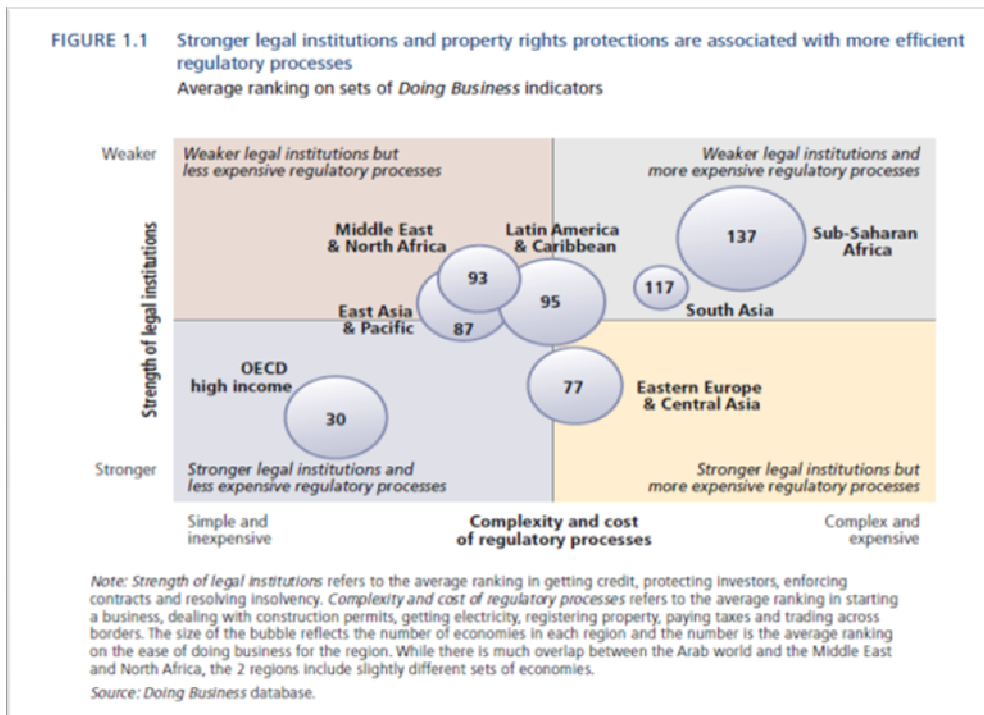 FIGURE 1.1 Stronger legal institutions and property rights protections are associated with more efficient
regulatory processes
Average ranking on sets of Doing Business indicators
Weaker
Weaker legal institutions but
less expensive regulatory processes
Weaker legal institutions and
more expensive regulatory processes
Middle East
& North Africa
Latin America
& Caribbean
137
Sub-Saharan
Africa
93
95
117
South Asia
East Asia
& Pacific
87
Strength of legal institutions
OECD
high income
30
77
Eastern Europe
& Central Asia
Stronger
Stronger legal institutions and
less expensive regulatory processes
Stronger legal institutions but
more expensive regulatory processes
Simple and
inexpensive
Complexity and cost
of regulatory processes
Complex and
expensive
Note: Strength of legal institutions refers to the average ranking in getting credit, protecting investors, enforcing
contracts and resolving insolvency. Complexity and cost of regulatory processes refers to the average ranking in starting
a business, dealing with construction permits, getting electricity, registering property, paying taxes and trading across
borders. The size of the bubble reflects the number of economies in each region and the number is the average ranking
on the ease of doing business for the region. While there is much overlap between the Arab world and the Middle East
and North Africa, the 2 regions include slightly different sets of economies.
Source: Doing Business database.